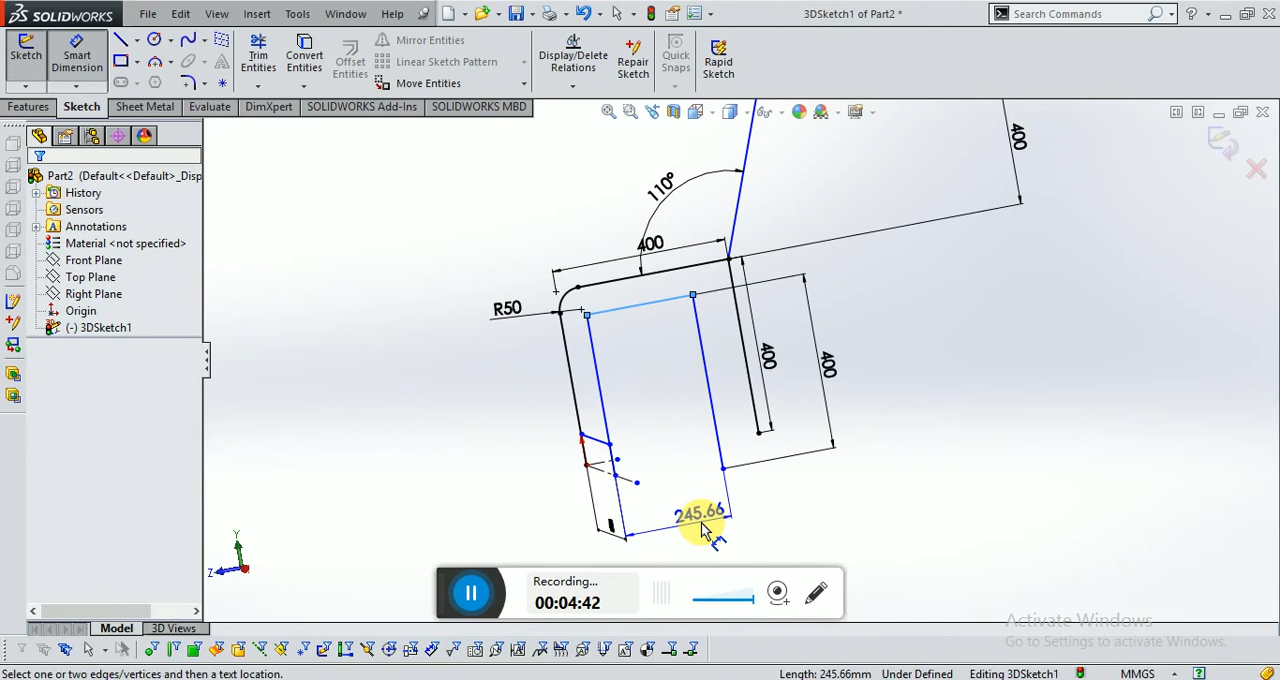 SOLIDWORKS File Edit View Insert Tools Window Help 3DSketch1 of Part2 * Search Commands
Sketch Smart Dimension Trim Entities Convert Entities Offset Entities Mirror Entities Linear Sketch Pattern Move Entities Display/Delete Relations Repair Sketch Quick Snaps Rapid Sketch
Features Sketch Sheet Metal Evaluate DimXpert SOLIDWORKS Add-Ins SOLIDWORKS MBD
Part2 (Default<<Default>_Disp
History
Sensors
Annotations
Material <not specified>
Front Plane
Top Plane
Right Plane
Origin
(-) 3DSketch1
400
110°
400
R50
400
400
245.66
Y
Z
Recording...
00:04:42
Activate Windows
Go to Settings to activate Windows.
Model 3D Views
Select one or two edges/vertices and then a text location. Length: 245.66mm Under Defined Editing 3DSketch1 MMGS